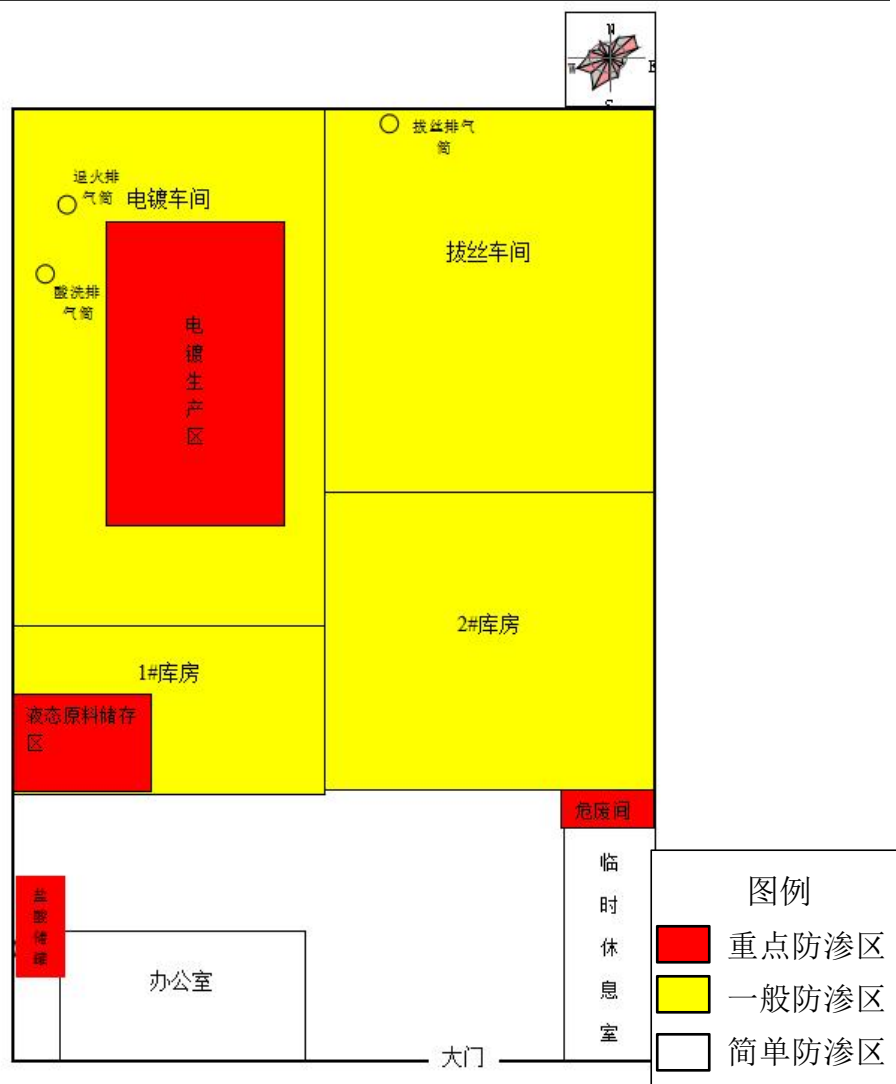 N
W
E
S
拔丝排气
筒
退火排
气筒
电镀车间
拔丝车间
酸洗排
气筒
电
镀
生
产
区
2#库房
1#库房
液态原料储存
区
危废间
盐
酸
储
罐
临
时
休
息
室
办公室
大门
图例
重点防渗区
一般防渗区
简单防渗区